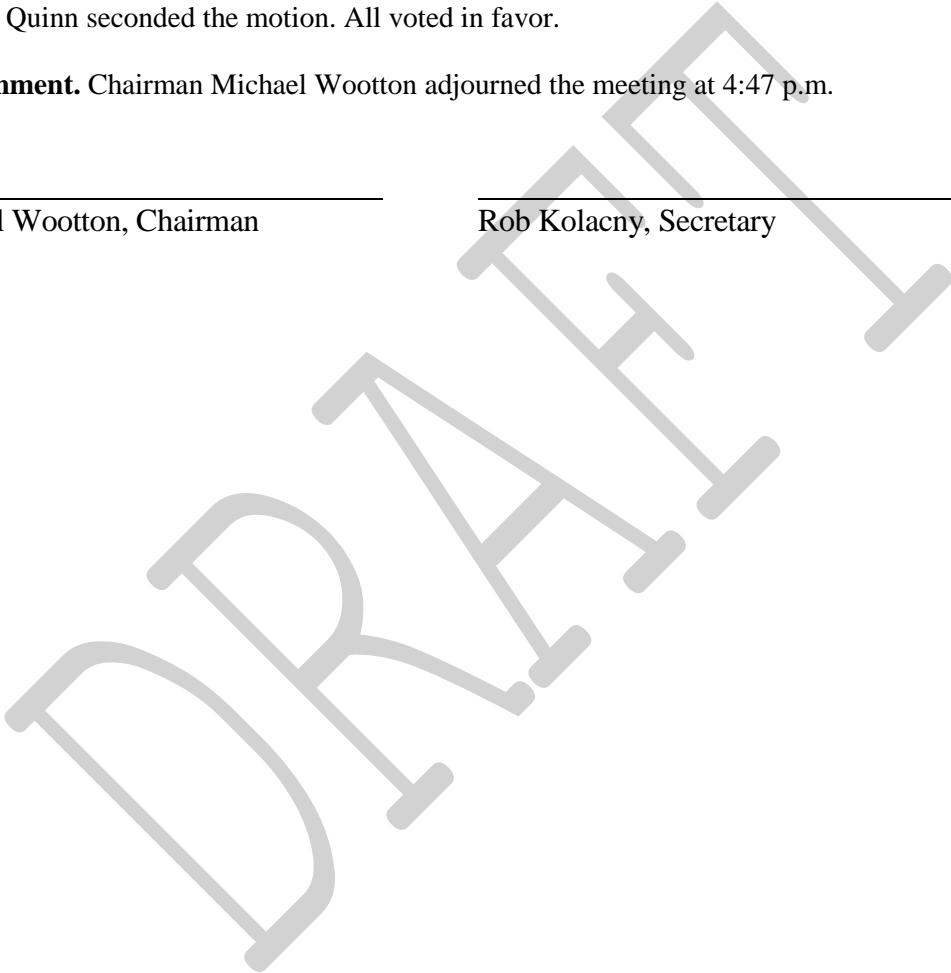 Quinn seconded the motion. All voted in favor.
nment. Chairman Michael Wootton adjourned the meeting at 4:47 p.m.
l Wootton, Chairman
Rob Kolacny, Secretary
DRAFT